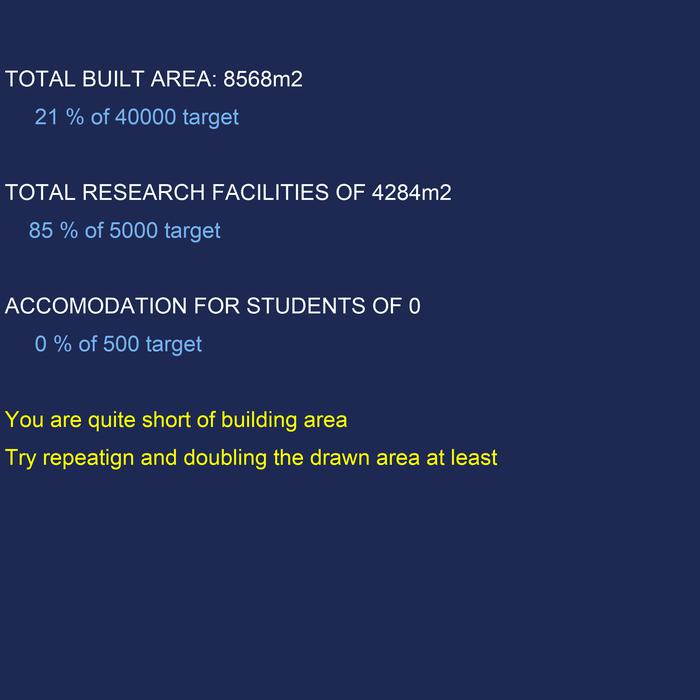 TOTAL BUILT AREA: 8568m2
21 % of 40000 target
TOTAL RESEARCH FACILITIES OF 4284m2
85 % of 5000 target
ACCOMODATION FOR STUDENTS OF 0
0 % of 500 target
You are quite short of building area
Try repeatign and doubling the drawn area at least